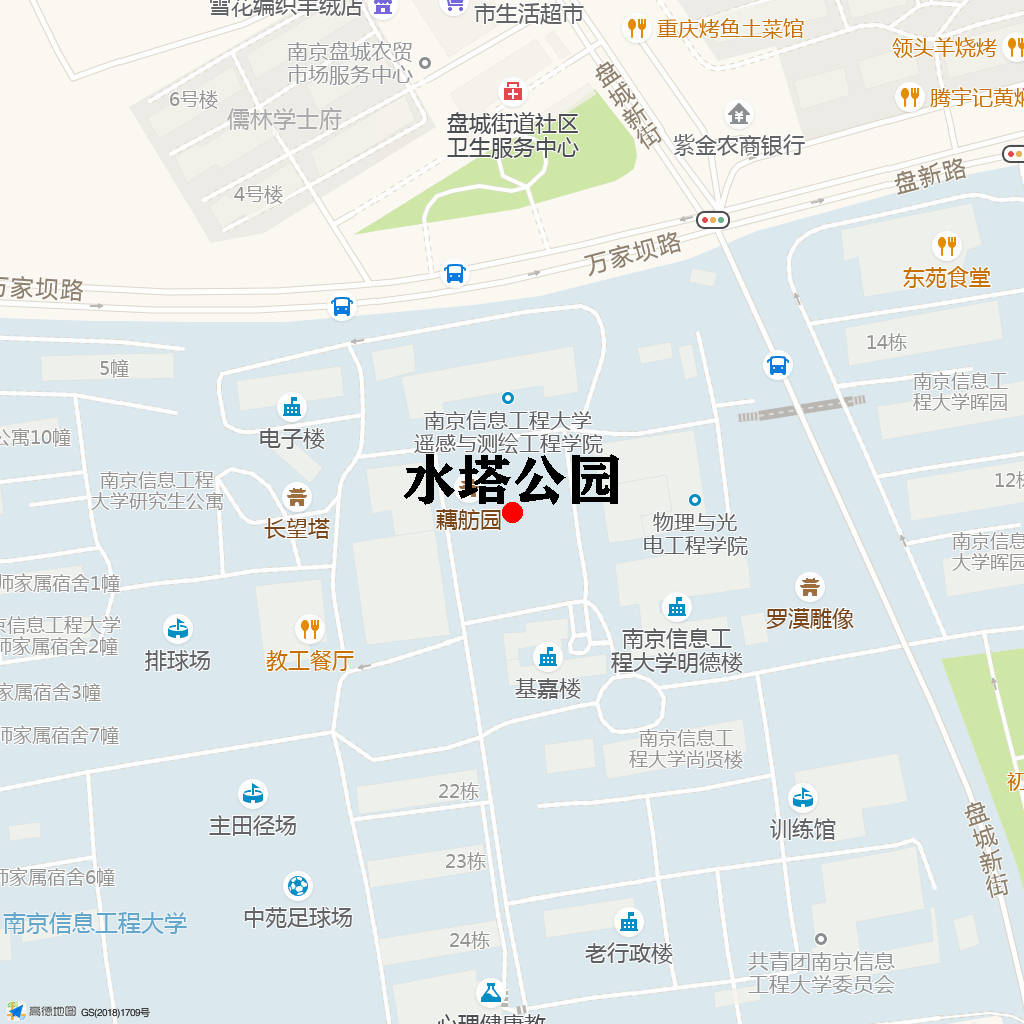 雪花编织羊绒店
市生活超市
重庆烤鱼土菜馆
领头羊烧烤
南京盘城农贸
市场服务中心
6号楼
儒林学士府
4号楼
盘城街道社区
卫生服务中心
盘城新街
紫金农商银行
腾宇记黄焖
盘新路
万家坝路
万家坝路
东苑食堂
14栋
5幢
南京信息工
程大学晖园
电子楼
南京信息工程大学
遥感与测绘工程学院
公寓10幢
南京信息工程
大学研究生公寓
水塔公园
藕舫园
长望塔
12栋
物理与光
电工程学院
南京信息工
大学晖园
师家属宿舍1幢
罗漠雕像
京信息工程大学
师家属宿舍2幢
排球场
教工餐厅
南京信息工
程大学明德楼
基嘉楼
家属宿舍3幢
师家属宿舍7幢
南京信息工
程大学尚贤楼
初
22栋
主田径场
训练馆
盘城新街
23栋
师家属宿舍6幢
中苑足球场
南京信息工程大学
24栋
老行政楼
共青团南京信息
工程大学委员会
心理健康教
高德地图 GS(2018)1709号